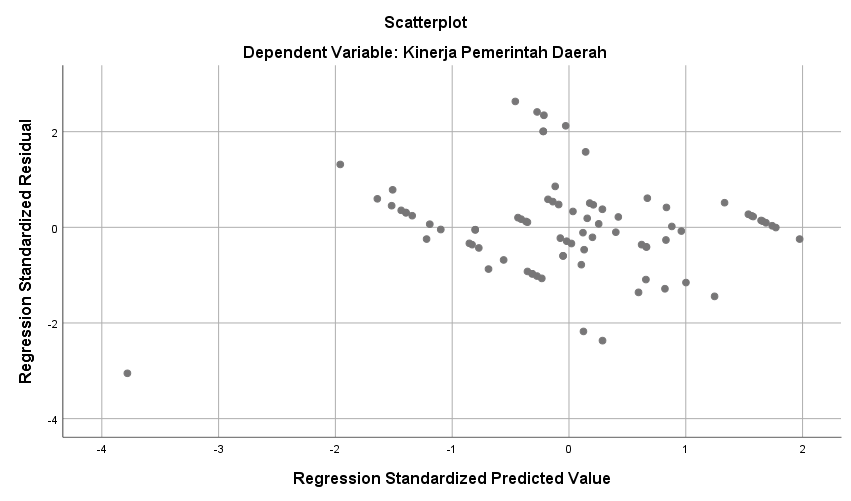 Scatterplot
Dependent Variable: Kinerja Pemerintah Daerah
Regression Standardized Residual
2
0
-2
-4
-4 -3 -2 -1 0 1 2
Regression Standardized Predicted Value